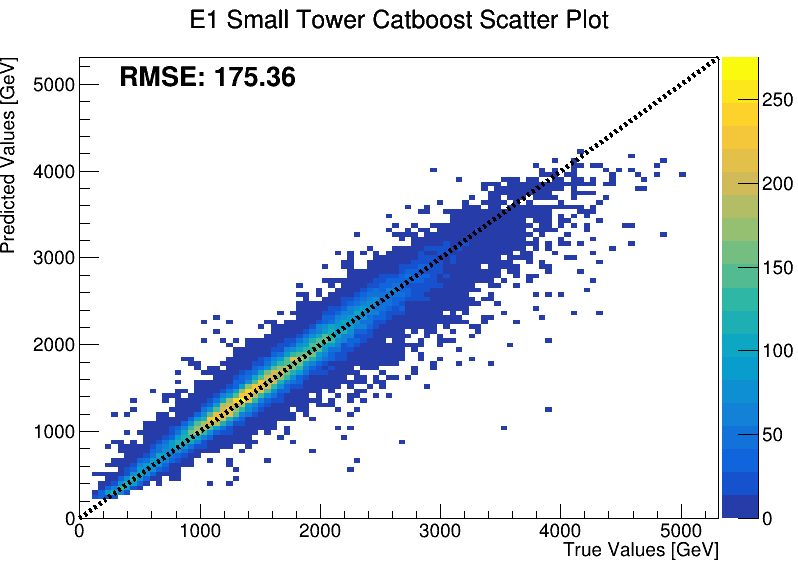 E1 Small Tower Catboost Scatter Plot
RMSE: 175.36
Predicted Values [GeV]
5000
4000
3000
2000
1000
0
0 1000 2000 3000 4000 5000
True Values [GeV]
250
200
150
100
50
0